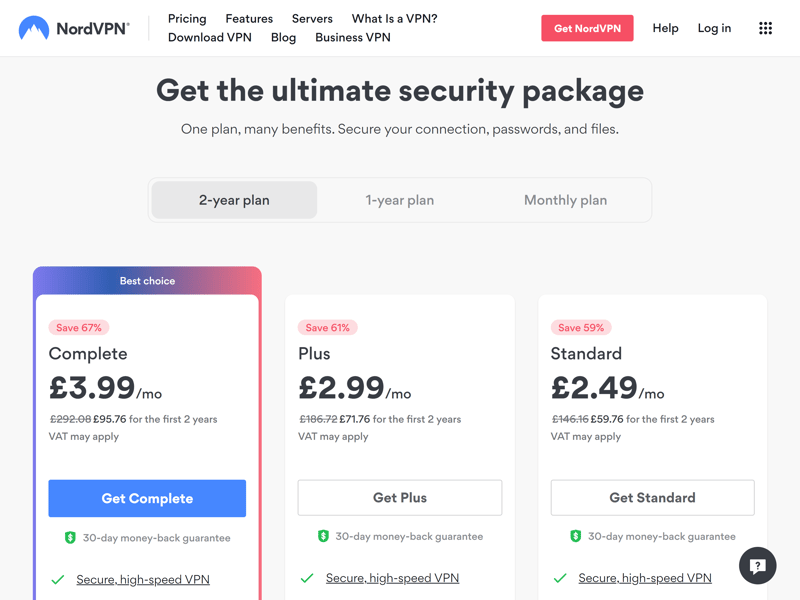 NordVPN®
Pricing Features Servers What Is a VPN?
Download VPN Blog Business VPN
Get NordVPN
Help
Log in
Get the ultimate security package
One plan, many benefits. Secure your connection, passwords, and files.
2-year plan
1-year plan
Monthly plan
Best choice
Save 67%
Complete
£3.99/mo
£292.08 £95.76 for the first 2 years
VAT may apply
Get Complete
30-day money-back guarantee
Secure, high-speed VPN
Save 61%
Plus
£2.99/mo
£186.72 £71.76 for the first 2 years
VAT may apply
Get Plus
30-day money-back guarantee
Secure, high-speed VPN
Save 59%
Standard
£2.49/mo
£146.16 £59.76 for the first 2 years
VAT may apply
Get Standard
30-day money-back guarantee
Secure, high-speed VPN